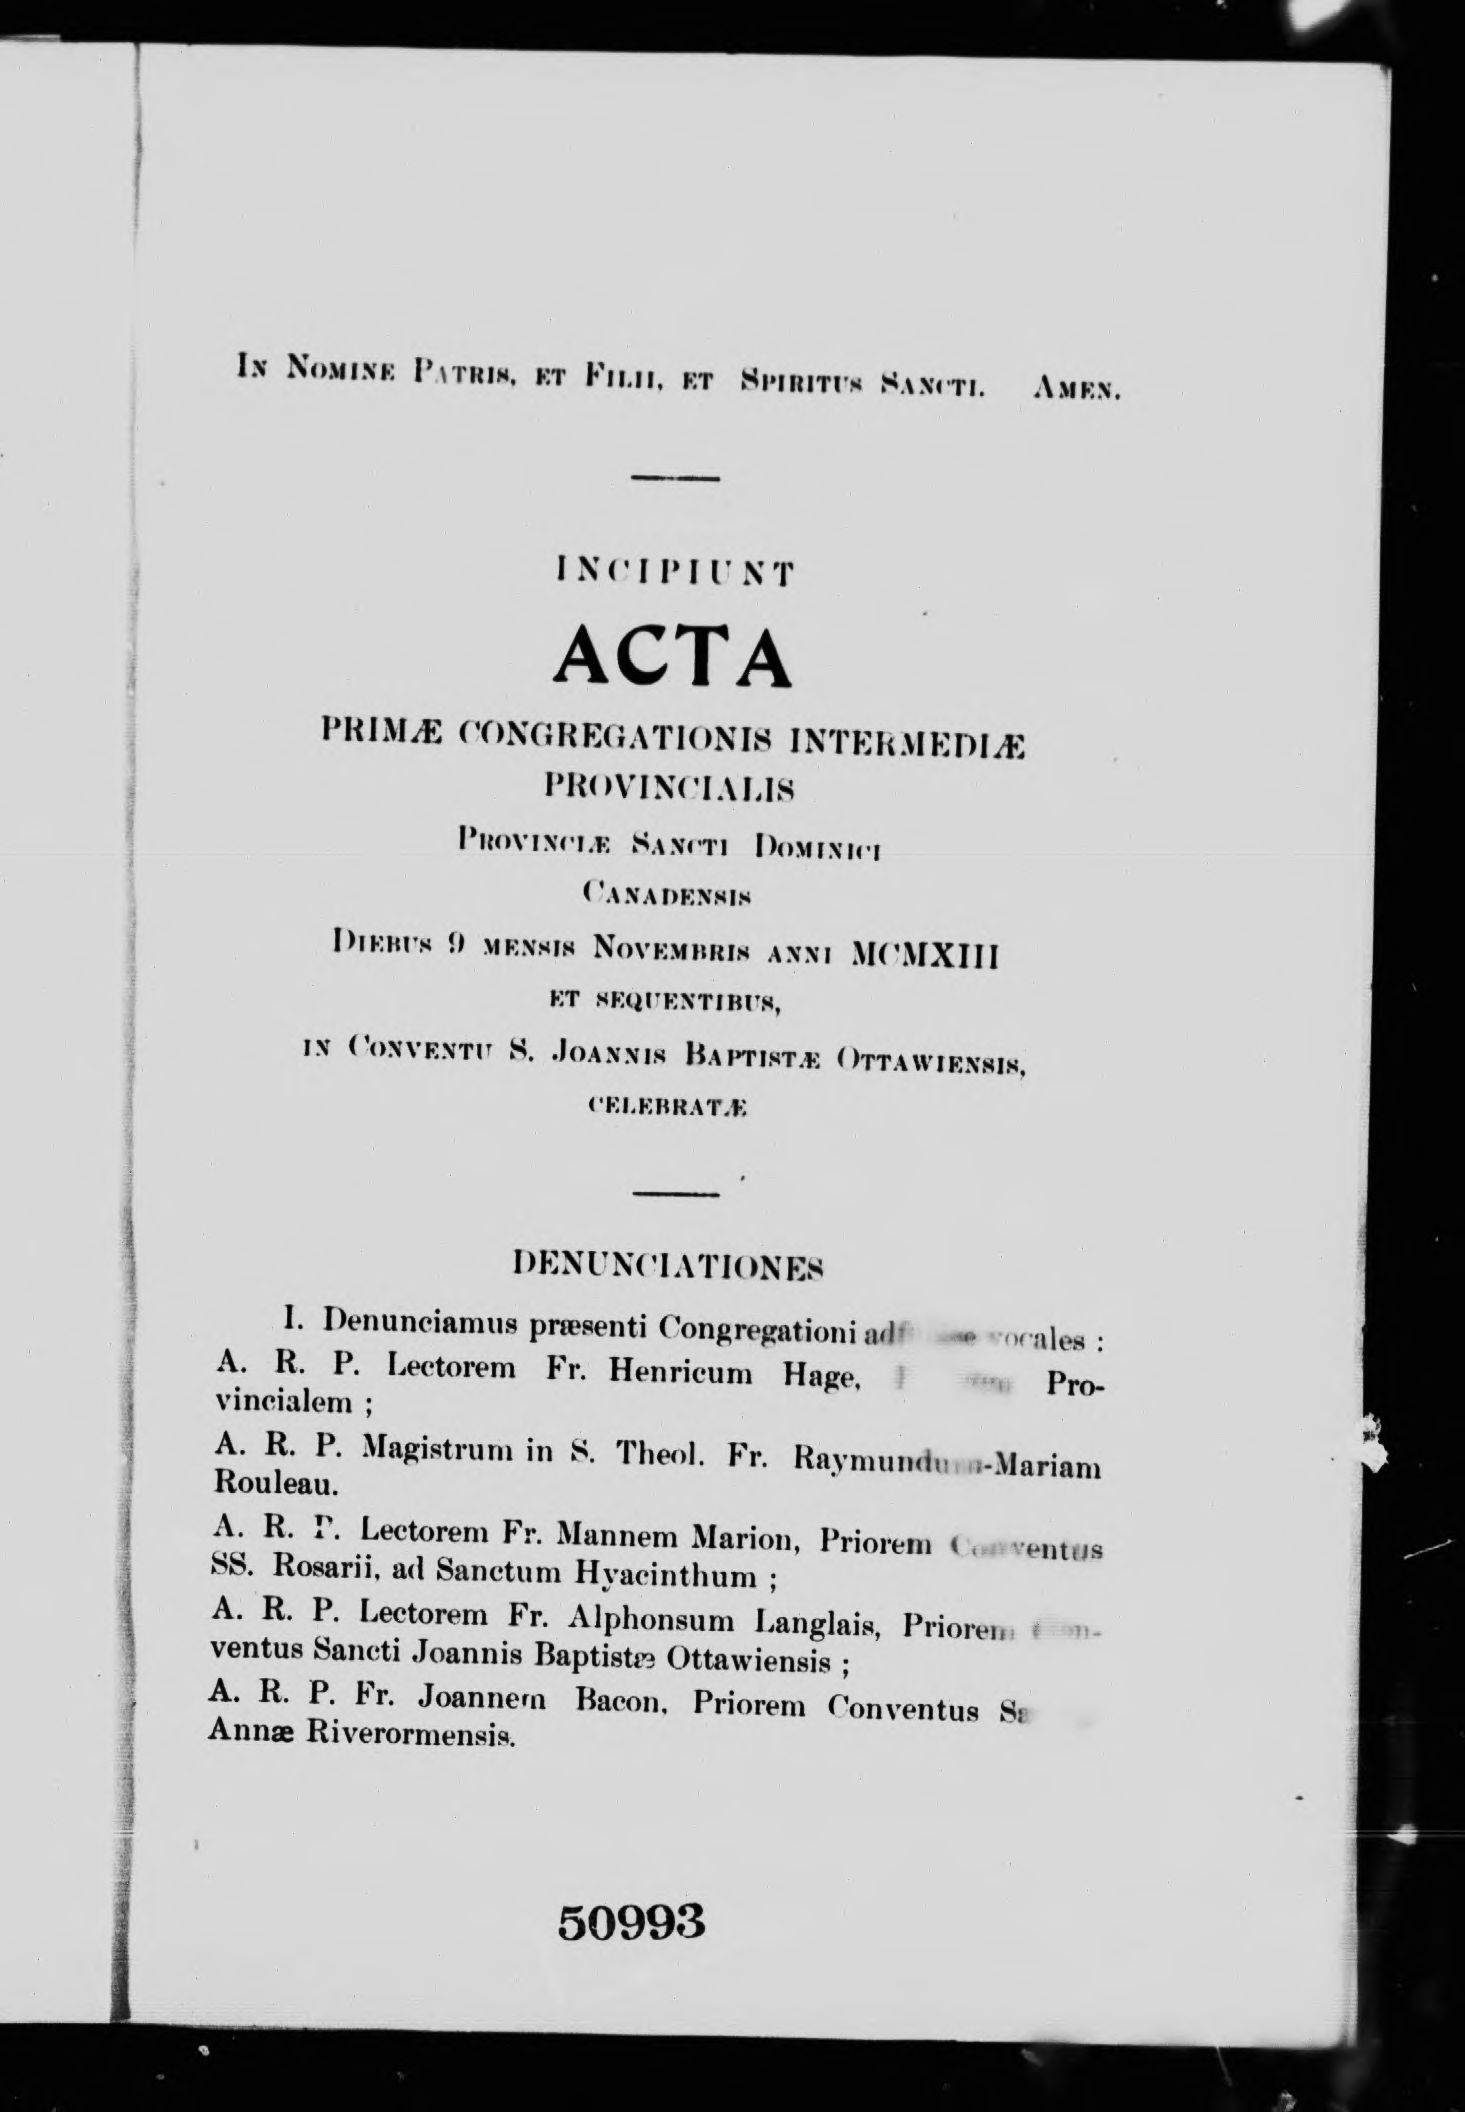 In Nomine Patris, et Filii, et Spiritus Sancti. Amen.
INCIPIUNT
ACTA
PRIMÆ CONGREGATIONIS INTERMEDIÆ
PROVINCIALIS
Provinciæ Sancti Dominici
Canadensis
Diebus 9 mensis Novembris anni MCMXIII
et sequentibus,
in Conventu S. Joannis Baptistæ Ottawiensis,
celebratæ
DENUNCIATIONES
I. Denunciamus præsenti Congregationi vocales :
A. R. P. Lectorem Fr. Henricum Hage, Pro-
vincialem ;
A. R. P. Magistrum in S. Theol. Fr. Raymundum-Mariam
Rouleau.
A. R. P. Lectorem Fr. Mannem Marion, Priorem Conventus
SS. Rosarii, ad Sanctum Hyacinthum ;
A. R. P. Lectorem Fr. Alphonsum Langlais, Priorem Con-
ventus Sancti Joannis Baptistæ Ottawiensis ;
A. R. P. Fr. Joannem Bacon, Priorem Conventus
Annæ Riverormensis.
50993